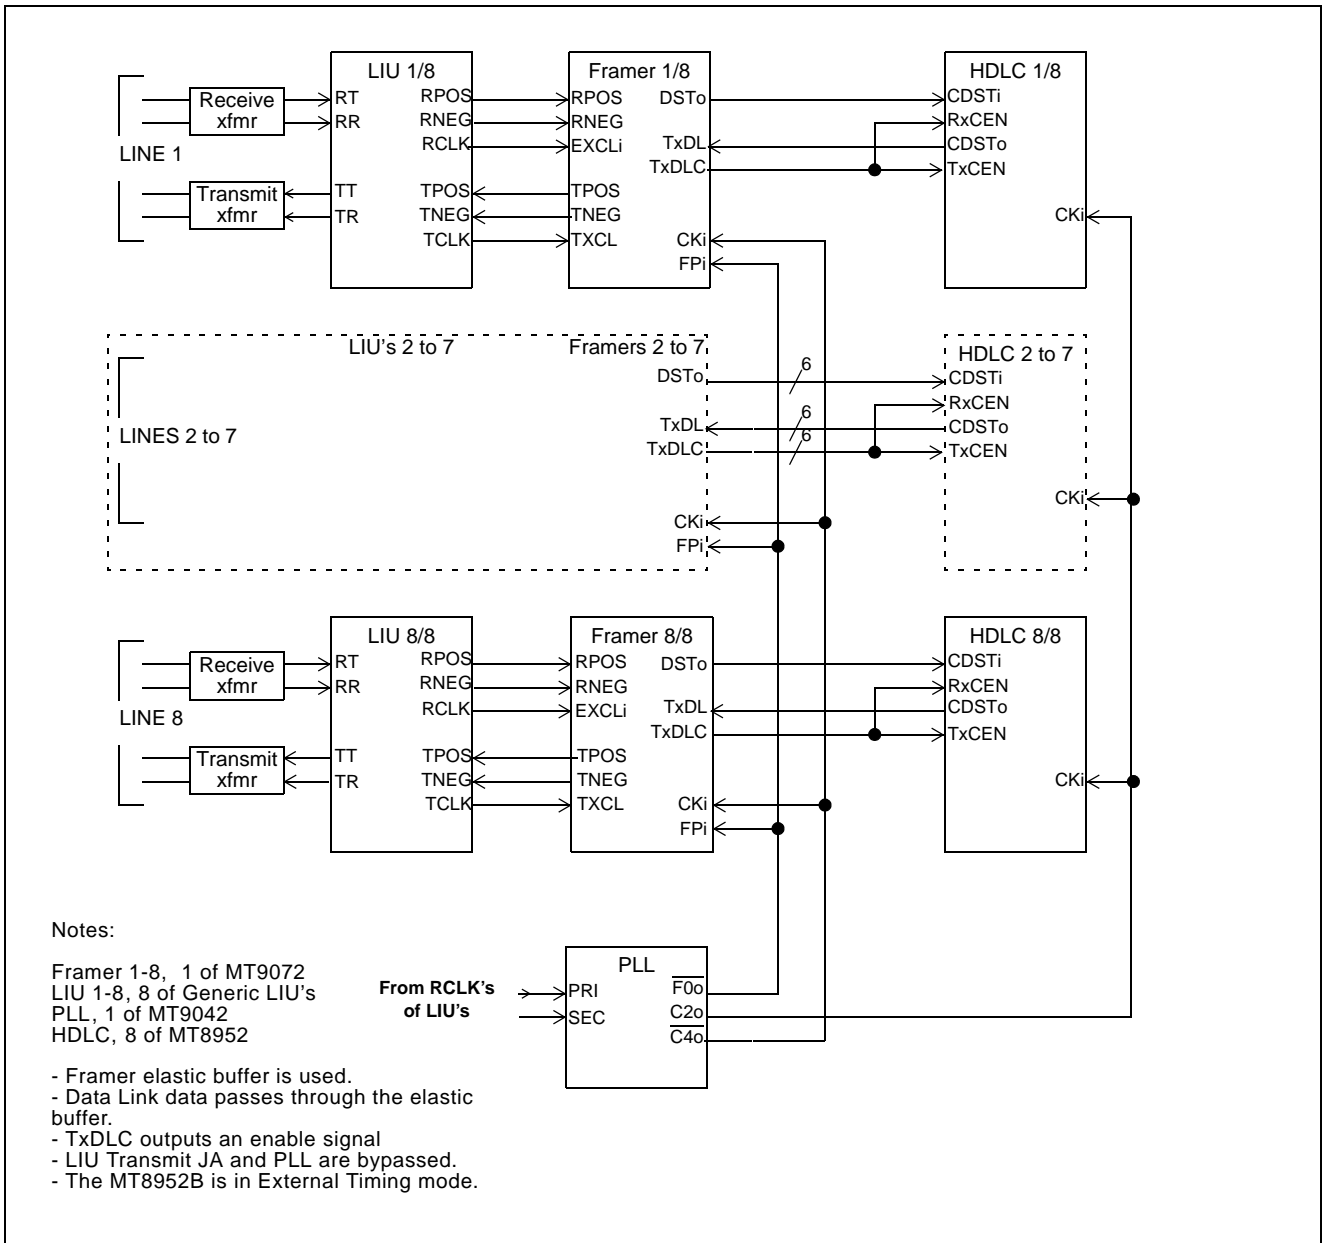 LIU 1/8
Framer 1/8
HDLC 1/8
Receive
xfmr
Transmit
xfmr
LINE 1
RT
RR
TT
TR
RPOS
RNEG
RCLK
TPOS
TNEG
TCLK
RPOS
RNEG
EXCLi
TPOS
TNEG
TXCL
DSTo
TxDL
TxDLC
CKi
FPi
CDSTi
RxCEN
CDSTo
TxCEN
CKi
LIU's 2 to 7
Framers 2 to 7
HDLC 2 to 7
LINES 2 to 7
DSTo
TxDL
TxDLC
CKi
FPi
6
6
6
CDSTi
RxCEN
CDSTo
TxCEN
CKi
LIU 8/8
Framer 8/8
HDLC 8/8
Receive
xfmr
Transmit
xfmr
LINE 8
RT
RR
TT
TR
RPOS
RNEG
RCLK
TPOS
TNEG
TCLK
RPOS
RNEG
EXCLi
TPOS
TNEG
TXCL
DSTo
TxDL
TxDLC
CKi
FPi
CDSTi
RxCEN
CDSTo
TxCEN
CKi
Notes:
Framer 1-8, 1 of MT9072
LIU 1-8, 8 of Generic LIU's
PLL, 1 of MT9042
HDLC, 8 of MT8952
- Framer elastic buffer is used.
- Data Link data passes through the elastic
buffer.
- TxDLC outputs an enable signal
- LIU Transmit JA and PLL are bypassed.
- The MT8952B is in External Timing mode.
From RCLK's
of LIU's
PLL
PRI
SEC
F0o
C2o
C4o